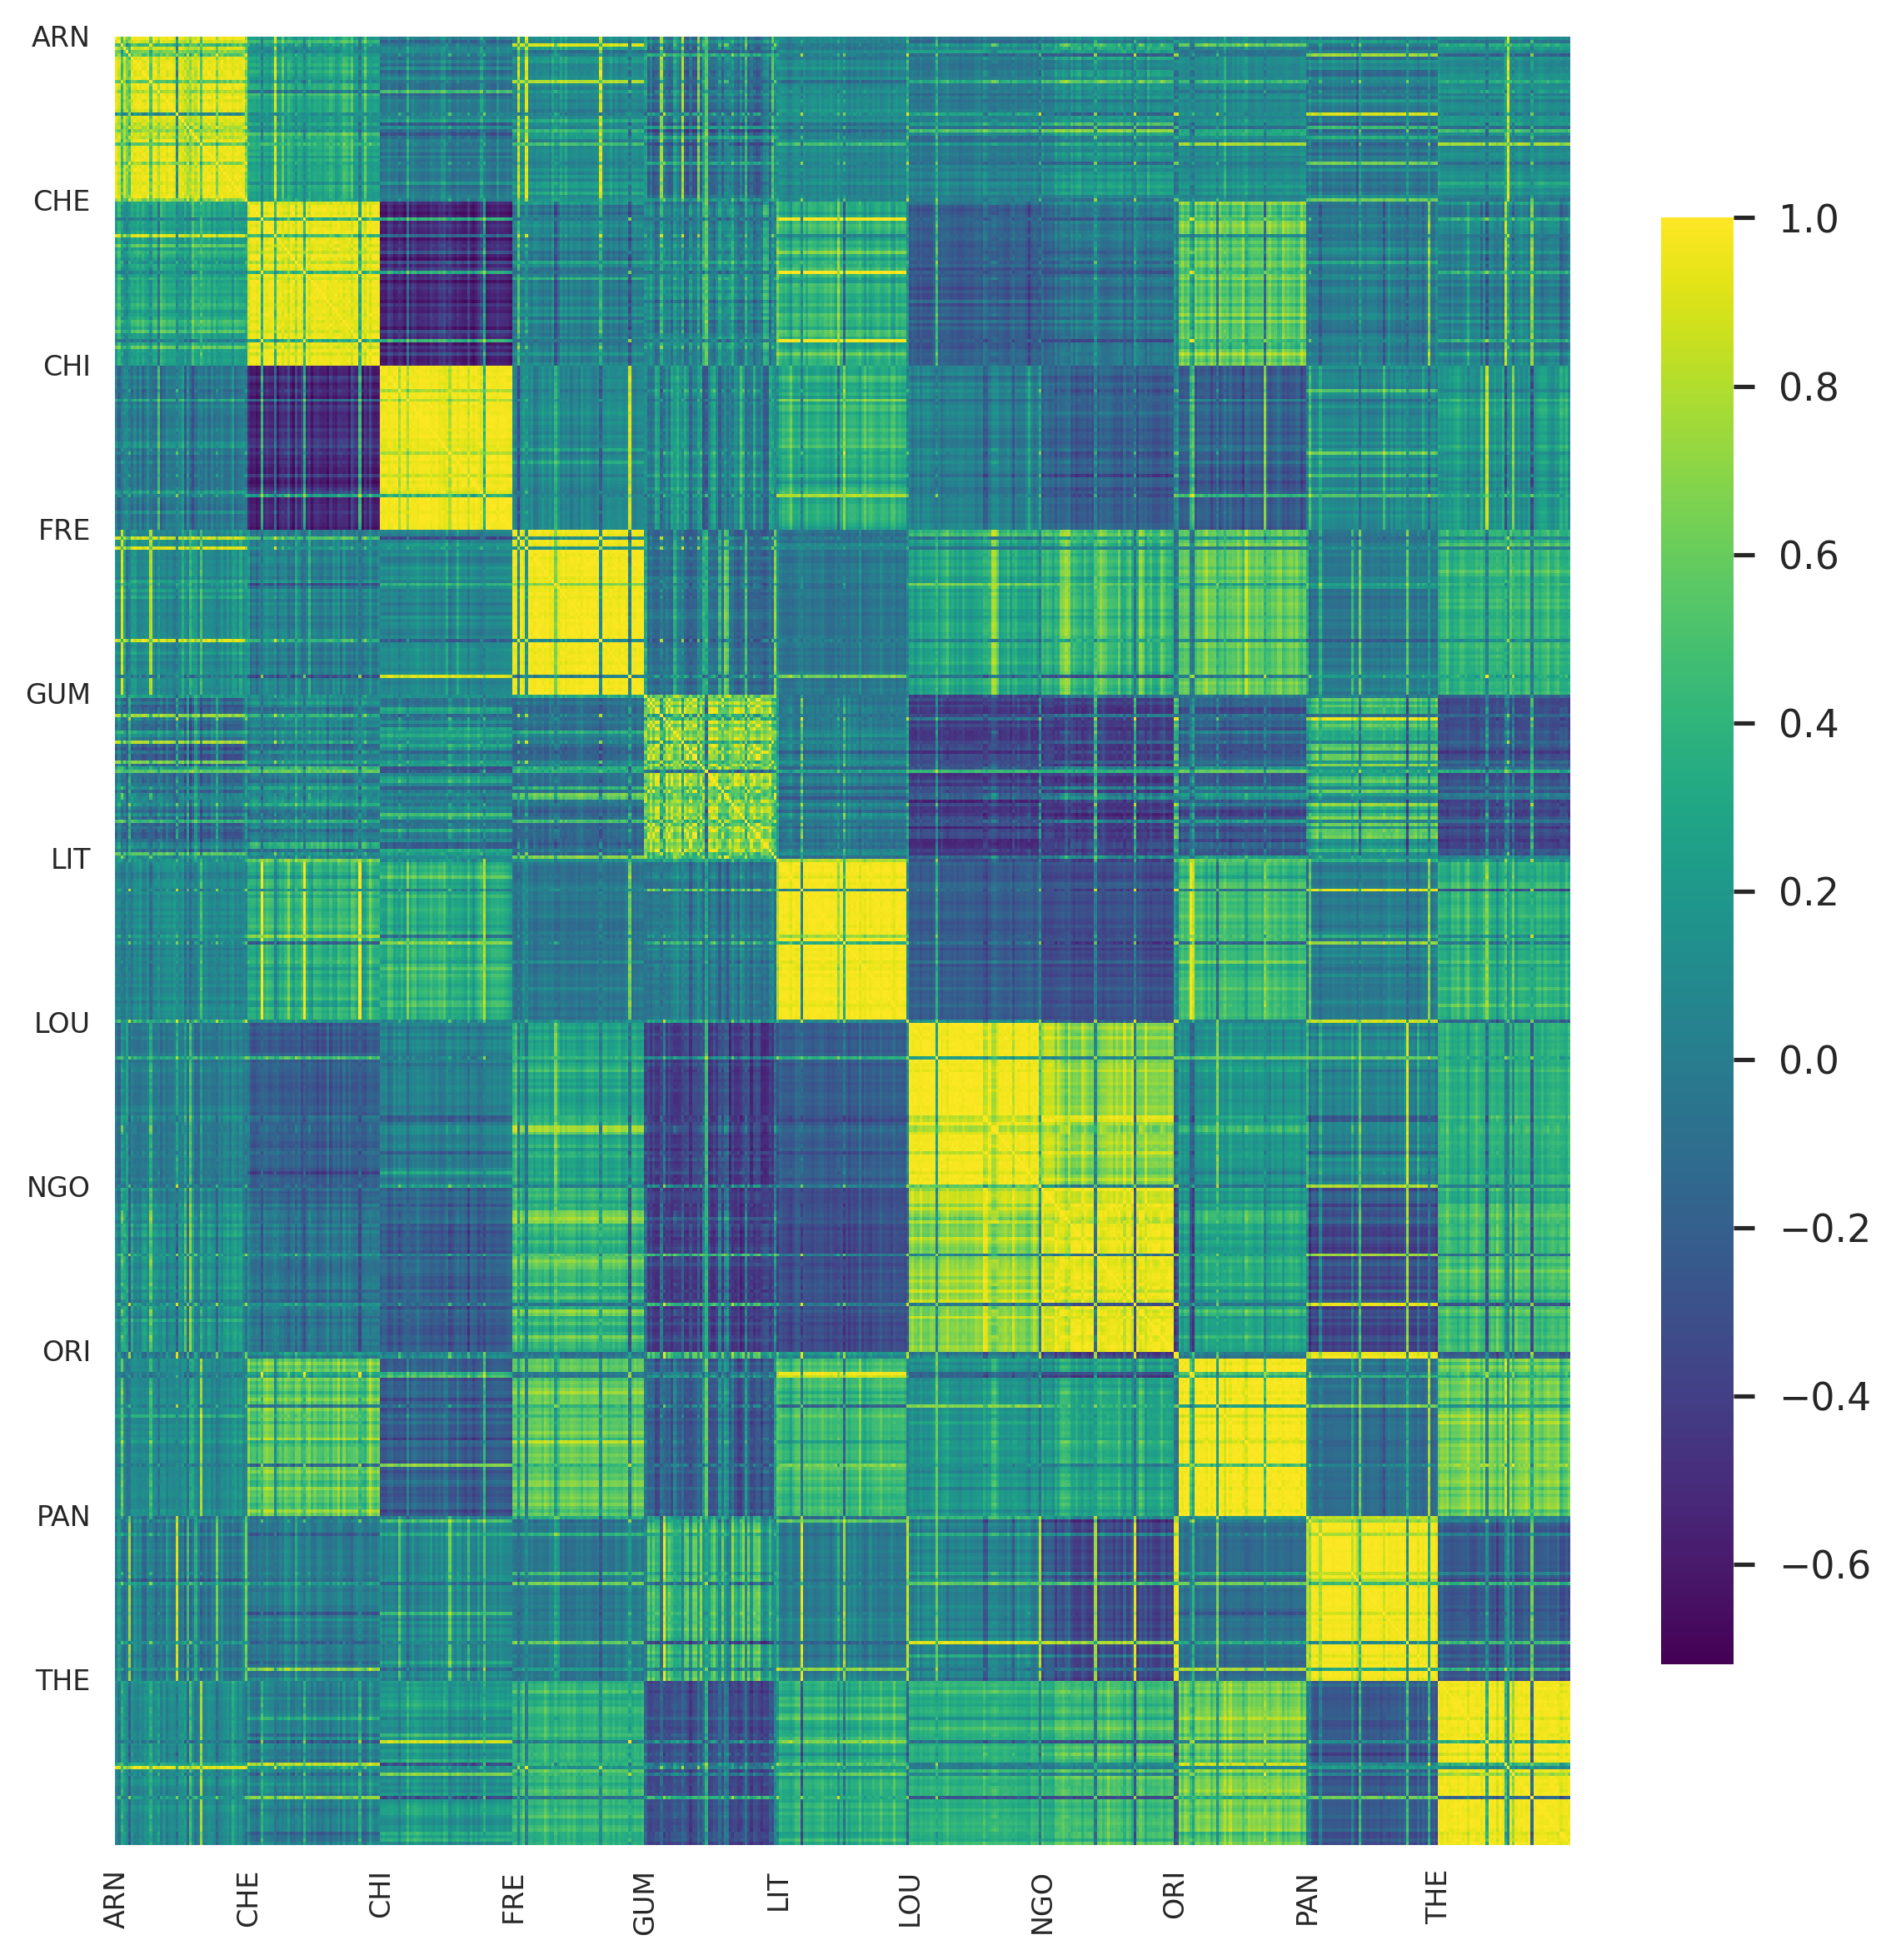 ARN
CHE
CHI
FRE
GUM
LIT
LOU
NGO
ORI
PAN
THE
1.0
0.8
0.6
0.4
0.2
0.0
−0.2
−0.4
−0.6
ARN
CHE
CHI
FRE
GUM
LIT
LOU
NGO
ORI
PAN
THE